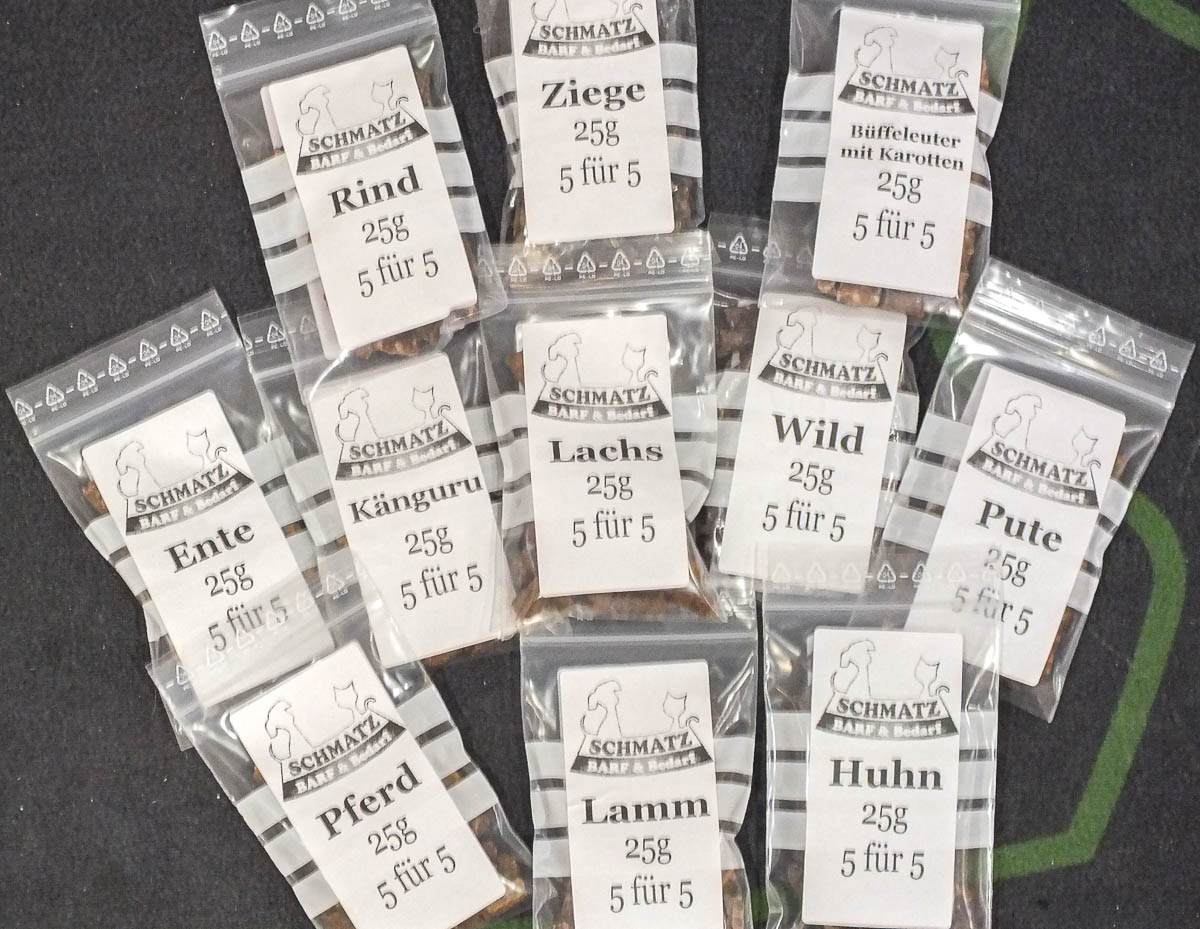 SCHMATZ
BARF & Bedarf
Rind
25g
5 für 5
SCHMATZ
BARF & Bedarf
Ziege
25g
5 für 5
SCHMATZ
BARF & Bedarf
Büffeleuter
mit Karotten
25g
5 für 5
SCHMATZ
BARF & Bedarf
Ente
25g
5 für 5
SCHMATZ
BARF & Bedarf
Känguru
25g
5 für 5
SCHMATZ
BARF & Bedarf
Lachs
25g
5 für 5
SCHMATZ
BARF & Bedarf
Wild
25g
5 für 5
SCHMATZ
BARF & Bedarf
Pute
25g
5 für 5
SCHMATZ
BARF & Bedarf
Pferd
25g
5 für 5
SCHMATZ
BARF & Bedarf
Lamm
25g
5 für 5
SCHMATZ
BARF & Bedarf
Huhn
25g
5 für 5